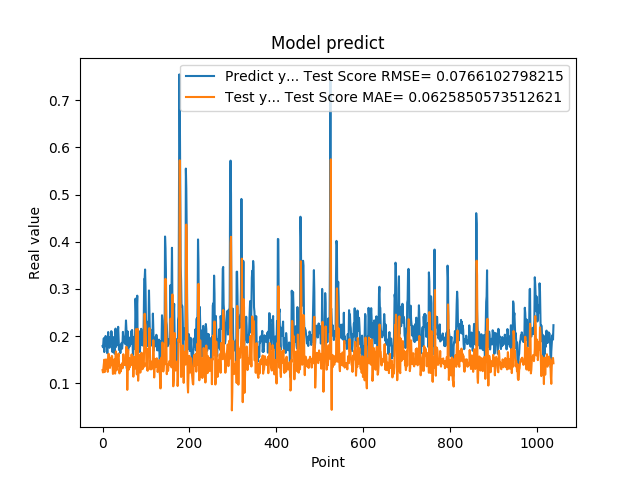 Model predict
Predict y... Test Score RMSE= 0.0766102798215
Test y... Test Score MAE= 0.0625850573512621
0.7
0.6
0.5
0.4
0.3
0.2
0.1
Real value
0 200 400 600 800 1000
Point